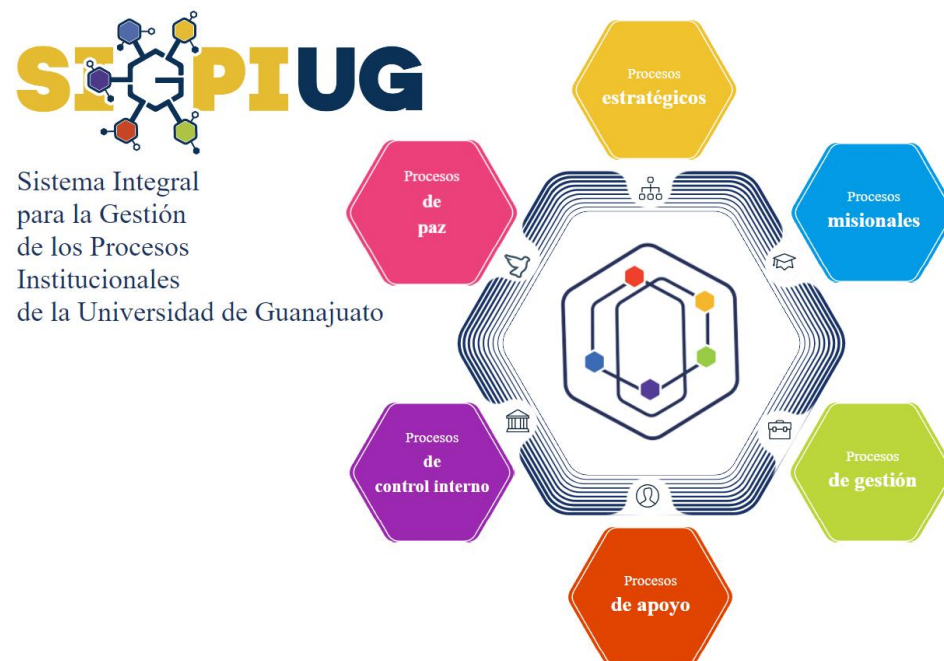 SIGPIUG
Sistema Integral
para la Gestión
de los Procesos
Institucionales
de la Universidad de Guanajuato
Procesos
estratégicos
Procesos
misionales
Procesos
de gestión
Procesos
de apoyo
Procesos
de
control interno
Procesos
de
paz